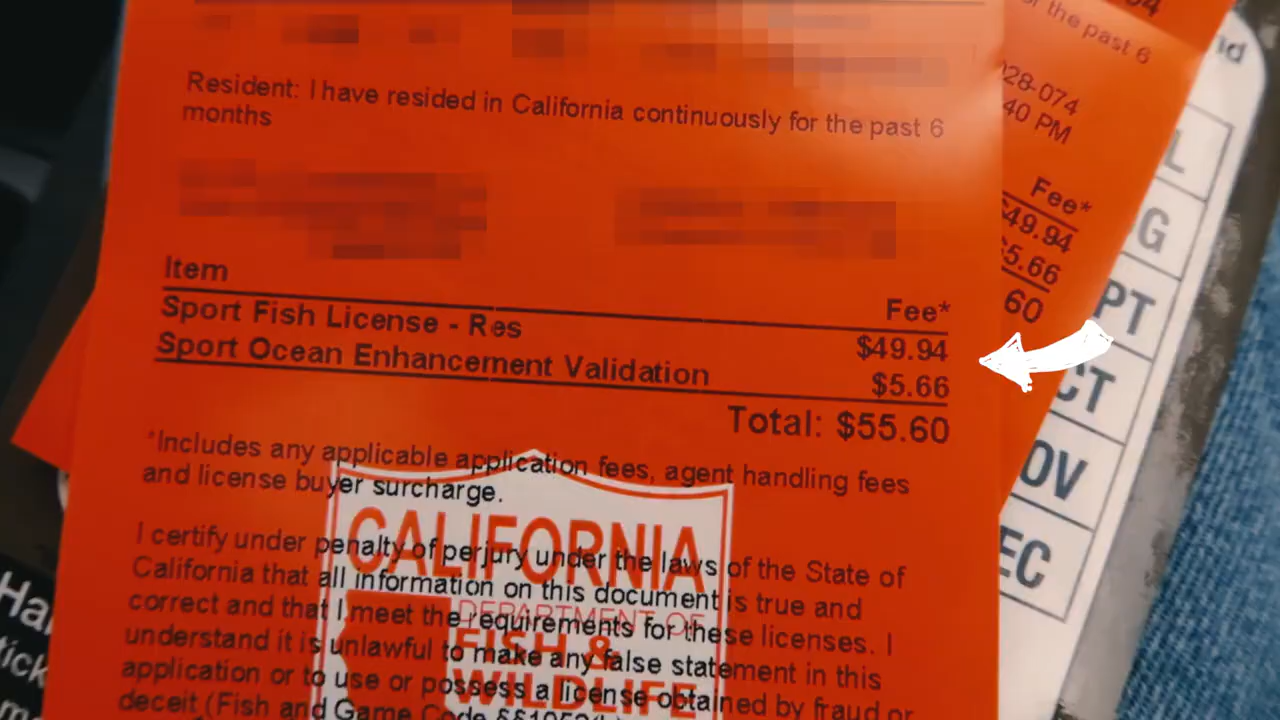 Resident: I have resided in California continuously for the past 6
months
Item
Fee*
Sport Fish License - Res
$49.94
Sport Ocean Enhancement Validation
$5.66
Total: $55.60
*Includes any applicable application fees, agent handling fees
and license buyer surcharge.
I certify under penalty of perjury under the laws of the State of
California that all information on this document is true and
correct and that I meet the requirements for these licenses. I
understand it is unlawful to make any false statement in this
application or to use or possess a license obtained by fraud or
deceit (Fish and Game Code
CALIFORNIA
DEPARTMENT OF
FISH &
WILDLIFE
the past 6
28-074
40 PM
Fee*
$49.94
$5.66
60
L
G
PT
CT
OV
EC